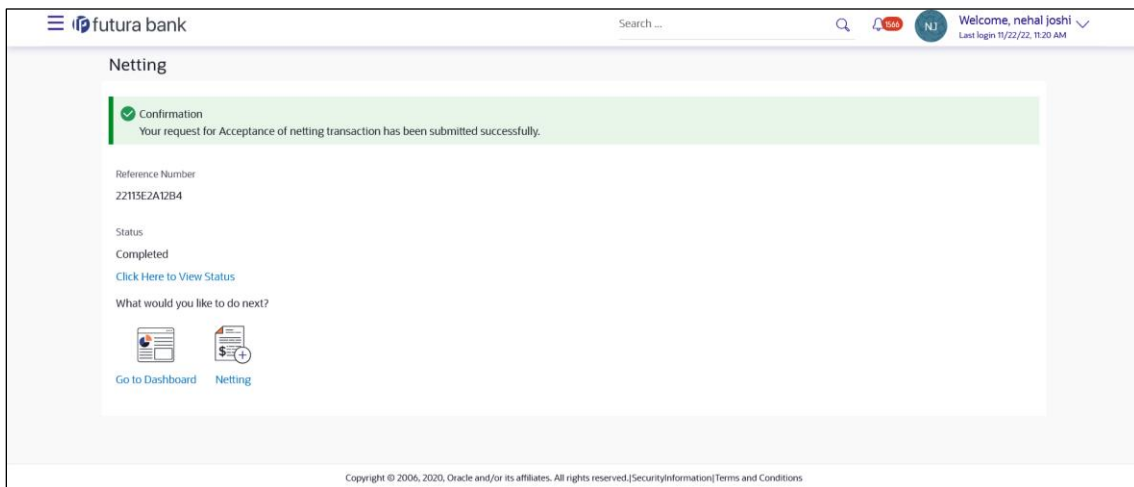 futura bank
Search ...
1566
NJ
Welcome, nehal joshi
Last login 11/22/22, 11:20 AM
Netting
Confirmation
Your request for Acceptance of netting transaction has been submitted successfully.
Reference Number
22113E2A12B4
Status
Completed
Click Here to View Status
What would you like to do next?
$
Go to Dashboard Netting
Copyright © 2006, 2020, Oracle and/or its affiliates. All rights reserved.|SecurityInformation|Terms and Conditions